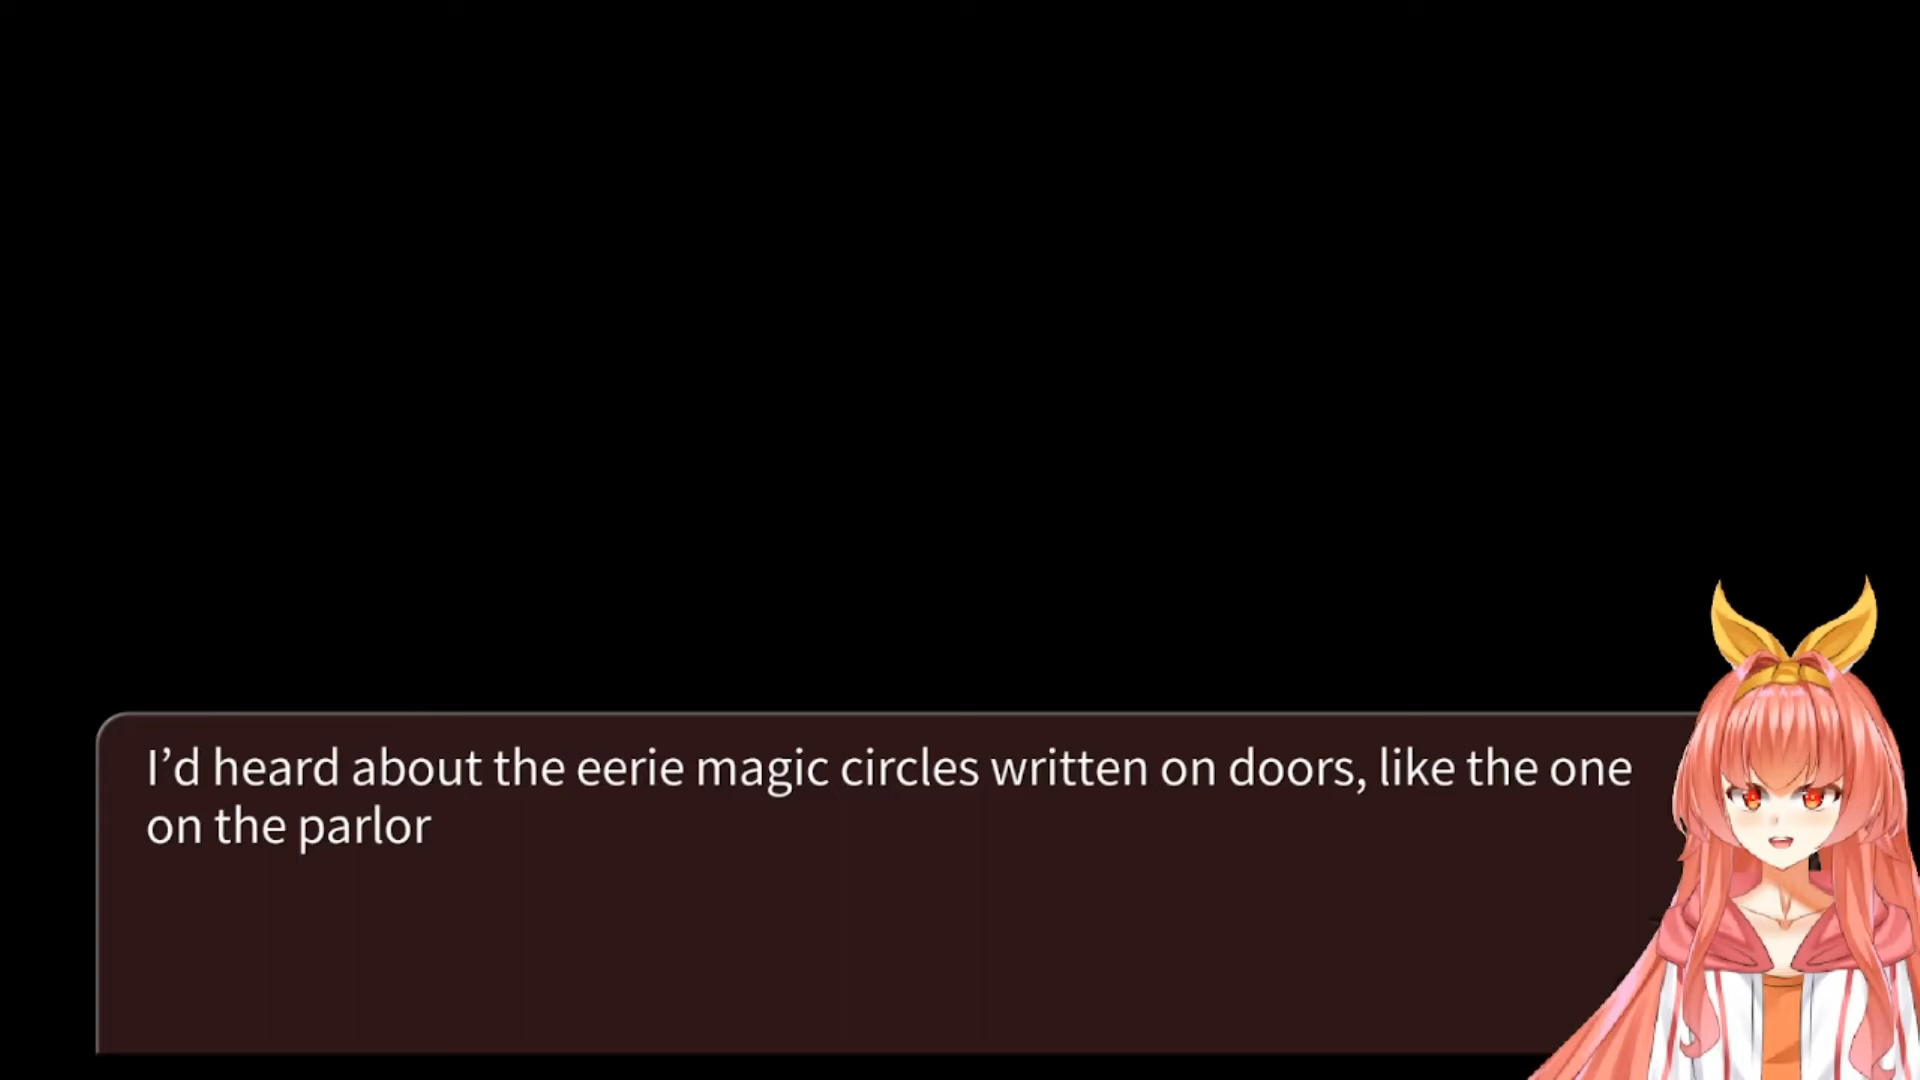 I’d heard about the eerie magic circles written on doors, like the one
on the parlor